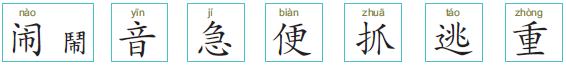 nào yīn jí biàn zhuā táo zhòng
闹 鬧 音 急 便 抓 逃 重